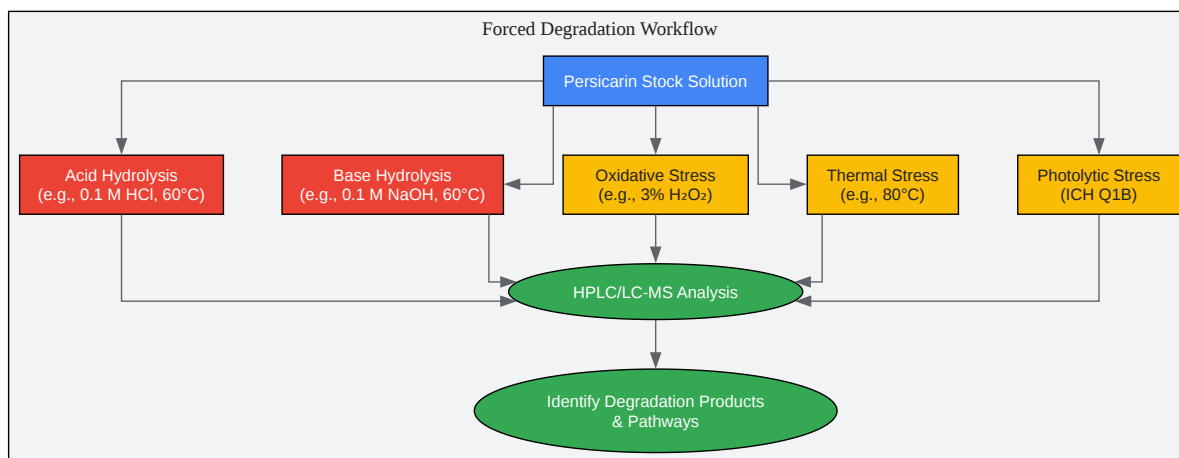 Forced Degradation Workflow
Persicarin Stock Solution
Acid Hydrolysis
(e.g., 0.1 M HCl, 60°C)
Base Hydrolysis
(e.g., 0.1 M NaOH, 60°C)
Oxidative Stress
(e.g., 3% H₂O₂)
Thermal Stress
(e.g., 80°C)
Photolytic Stress
(ICH Q1B)
HPLC/LC-MS Analysis
Identify Degradation Products
& Pathways